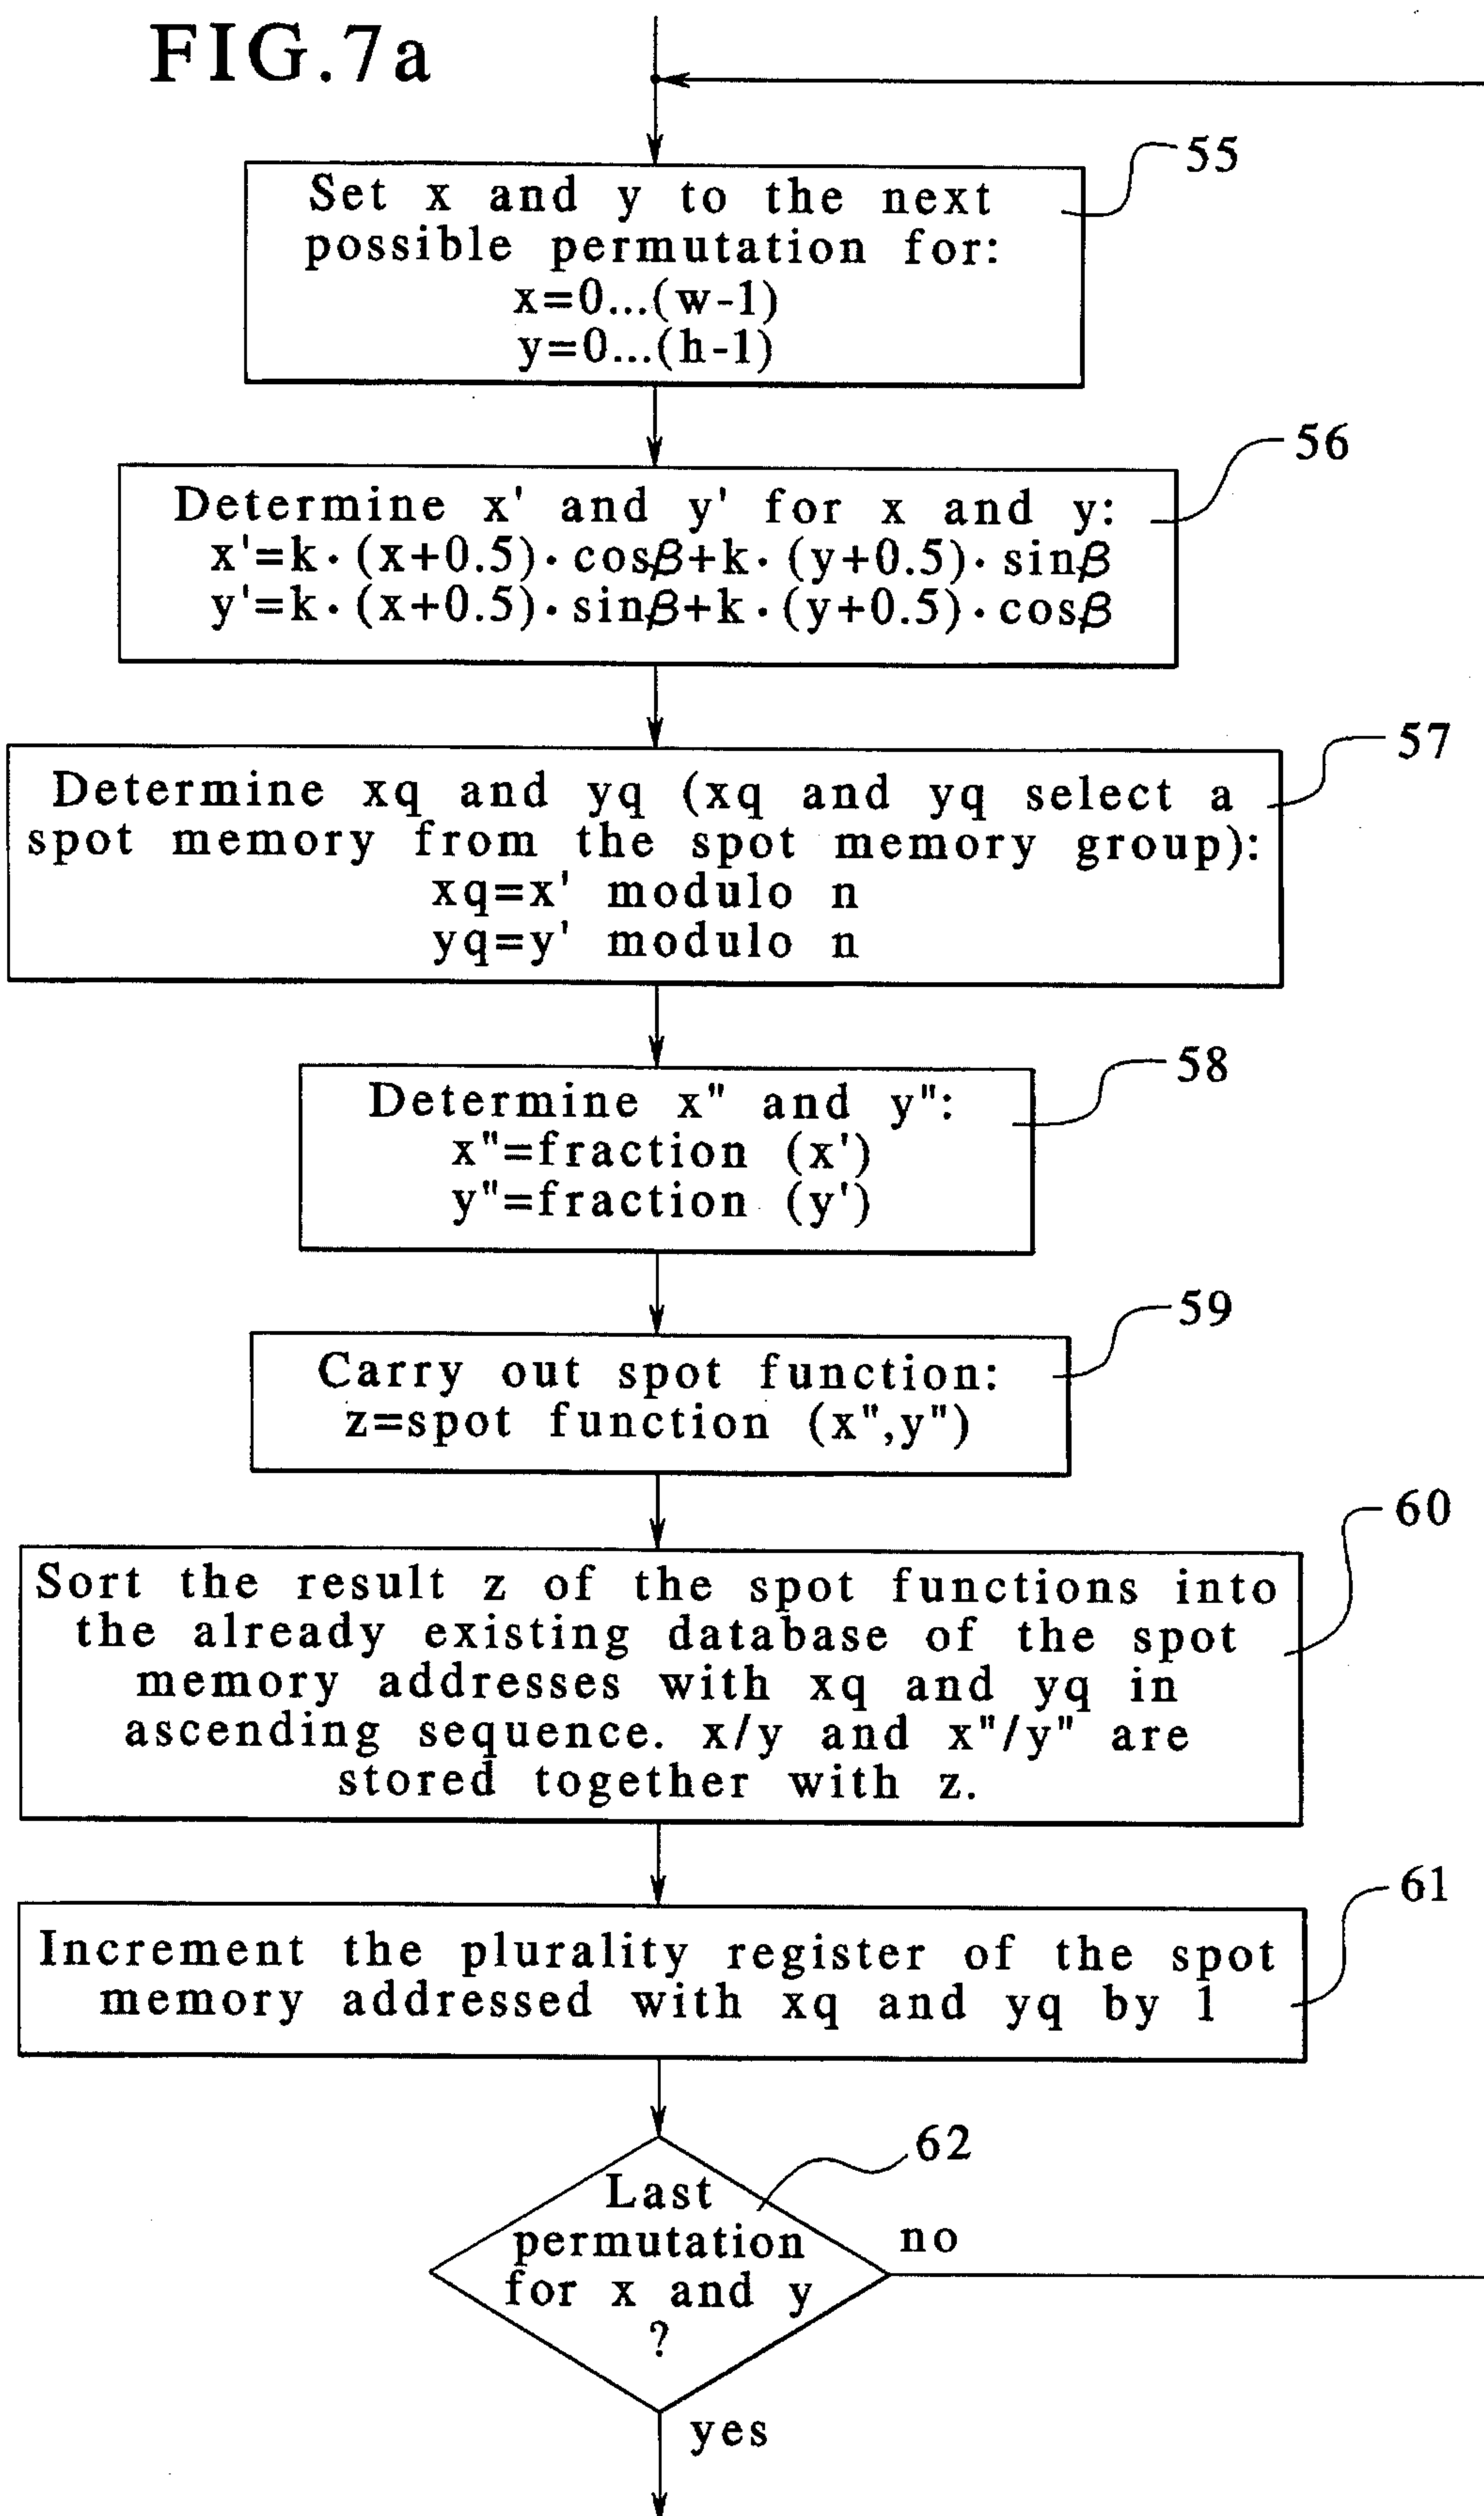 FIG.7a
55
Set x and y to the next
possible permutation for:
x=0...(w-1)
y=0...(h-1)
56
Determine x' and y' for x and y:
x'=k·(x+0.5)·cosβ+k·(y+0.5)·sinβ
y'=k·(x+0.5)·sinβ+k·(y+0.5)·cosβ
57
Determine xq and yq (xq and yq select a
spot memory from the spot memory group):
xq=x' modulo n
yq=y' modulo n
58
Determine x" and y":
x"=fraction (x')
y"=fraction (y')
59
Carry out spot function:
z=spot function (x",y")
60
Sort the result z of the spot functions into
the already existing database of the spot
memory addresses with xq and yq in
ascending sequence. x/y and x"/y" are
stored together with z.
61
Increment the plurality register of the spot
memory addressed with xq and yq by 1
62
Last
permutation
for x and y
?
no
yes